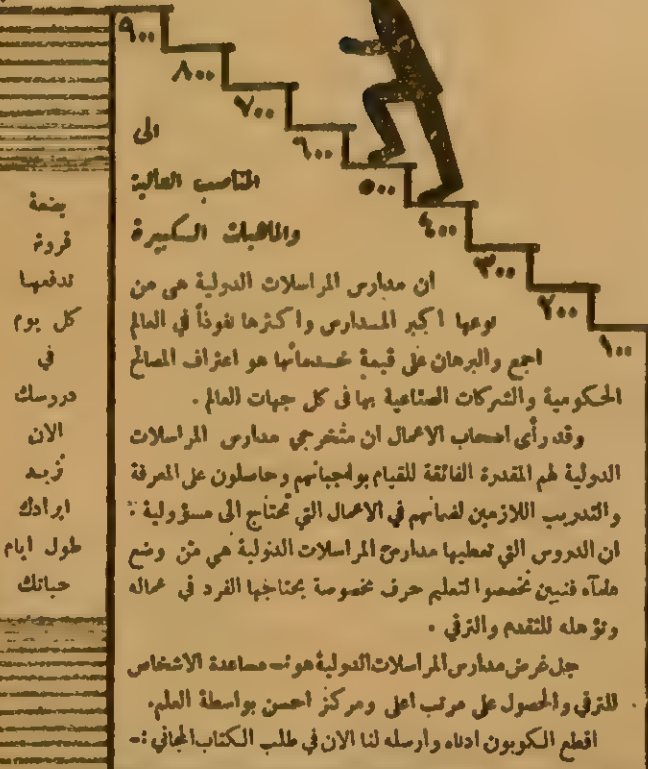 ٩٠٠
٨٠٠
٧٠٠
٦٠٠
٥٠٠
٤٠٠
٣٠٠
٢٠٠
١٠٠
الى
المناصب العالية
والماهيات الكبيرة
ان مدارس المراسلات الدولية هى من
نوعها اكبر المدارس واكثرها نفوذاً في العالم
اجمع والبرهان على قيمة خدماتها هو اعتراف المصالح
الحكومية والشركات الصناعية بها فى كل جهات العالم .
وقد رأى اصحاب الاعمال ان متخرجي مدارس المراسلات
الدولية لهم المقدرة الفائقة للقيام بواجباتهم وحاصلون على المعرفة
والتدريب اللازمين لضمانهم في الاعمال التي تحتاج الى مسؤولية :
ان الدروس التي تعطيها مدارس المراسلات الدولية هي من وضع
علماء فنيين تخصصوا لتعليم حرف مخصوصة يحتاجها الفرد في عماله
وتؤهله للتقدم والترقي .
جل غرض مدارس المراسلات الدولية هو مساعدة الاشخاص
للترقي والحصول على مرتب اعلى ومركز احسن بواسطة العلم.
اقطع الكوبون ادناه وارسله لنا الان في طلب الكتاب المجاني :-
بضعة
قروش
تدفعها
كل يوم
في
دروسك
الان
تزيد
ايرادك
طول ايام
حياتك